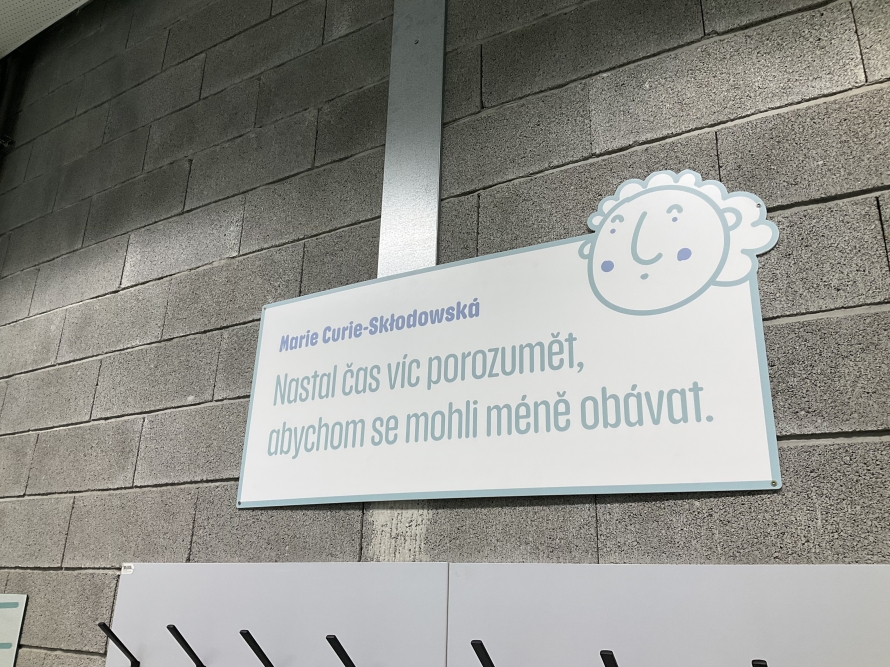 Marie Curie-Skłodowská
Nastal čas víc porozumět,
abychom se mohli méně obávat.